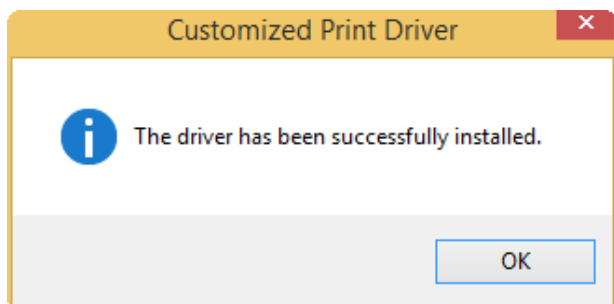 Customized Print Driver
The driver has been successfully installed.
OK